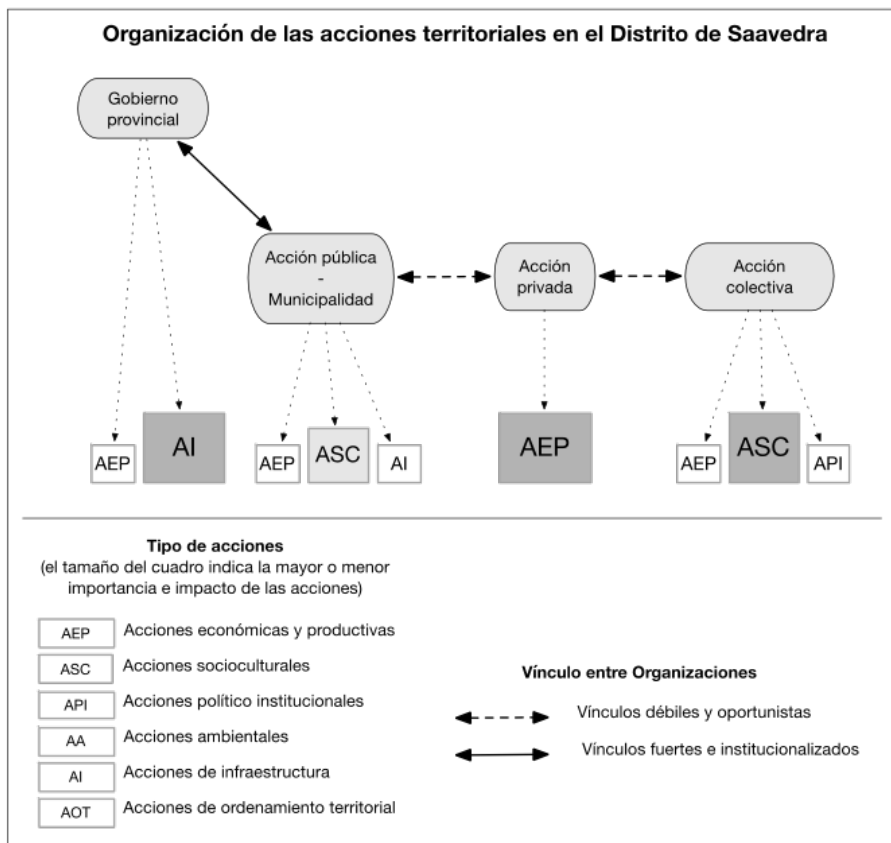 Organización de las acciones territoriales en el Distrito de Saavedra
Gobierno
provincial
Acción pública
-
Municipalidad
Acción
privada
Acción
colectiva
AEP
AI
AEP
ASC
AI
AEP
AEP
ASC
API
Tipo de acciones
(el tamaño del cuadro indica la mayor o menor
importancia e impacto de las acciones)
AEP Acciones económicas y productivas
ASC Acciones socioculturales
API Acciones político institucionales
AA Acciones ambientales
AI Acciones de infraestructura
AOT Acciones de ordenamiento territorial
Vínculo entre Organizaciones
Vínculos débiles y oportunistas
Vínculos fuertes e institucionalizados